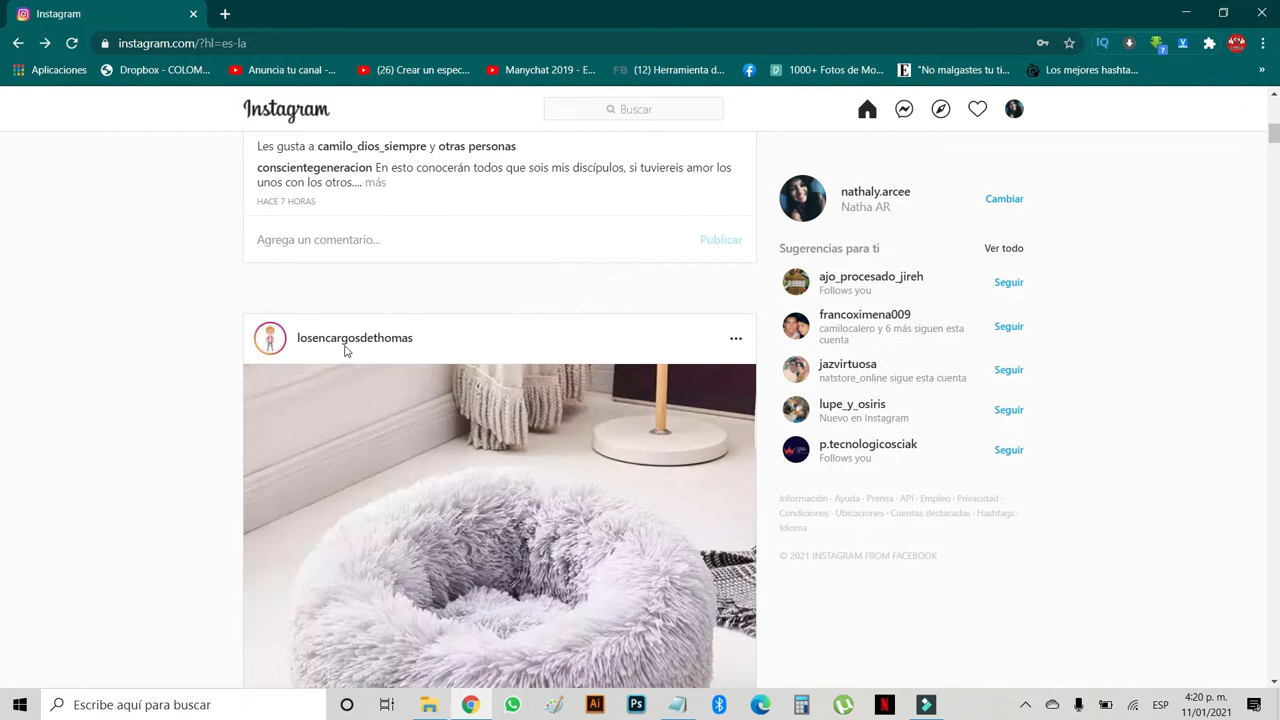 Instagram
instagram.com/?hl=es-la
Aplicaciones
Dropbox - COLOM...
Anuncia tu canal -...
(26) Crear un espec...
Manychat 2019 - E...
FB
(12) Herramienta d...
1000+ Fotos de Mo...
"No malgastes tu ti...
Los mejores hashta...
»
Instagram
Buscar
Les gusta a camilo_dios_siempre y otras personas
conscientegeneracion En esto conocerán todos que sois mis discípulos, si tuviereis amor los
unos con los otros.... más
HACE 7 HORAS
Agrega un comentario...
Publicar
losencargosdethomas
nathaly.arcee
Natha AR
Cambiar
Sugerencias para ti
Ver todo
ajo_procesado_jireh
Follows you
Seguir
francoximena009
camilocalero y 6 más siguen esta
cuenta
Seguir
jazvirtuosa
natstore_online sigue esta cuenta
Seguir
lupe_y_osiris
Nuevo en Instagram
Seguir
p.tecnologicosciak
Follows you
Seguir
Información · Ayuda · Prensa · API · Empleo · Privacidad ·
Condiciones · Ubicaciones · Cuentas destacadas · Hashtags ·
Idioma
© 2021 INSTAGRAM FROM FACEBOOK
Escribe aquí para buscar
Ai
Ps
N
ESP
4:20 p. m.
11/01/2021